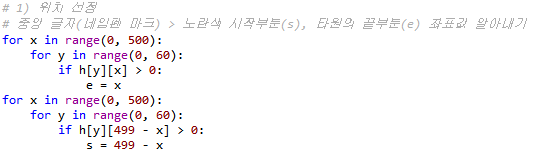 # 1) 위치 선정
# 중앙 글자(네임펜 마크) > 노란색 시작부분(s), 타원의 끝부분(e) 좌표값 알아내기
for x in range(0, 500):
    for y in range(0, 60):
        if h[y][x] > 0:
            e = x
for x in range(0, 500):
    for y in range(0, 60):
        if h[y][499 - x] > 0:
            s = 499 - x